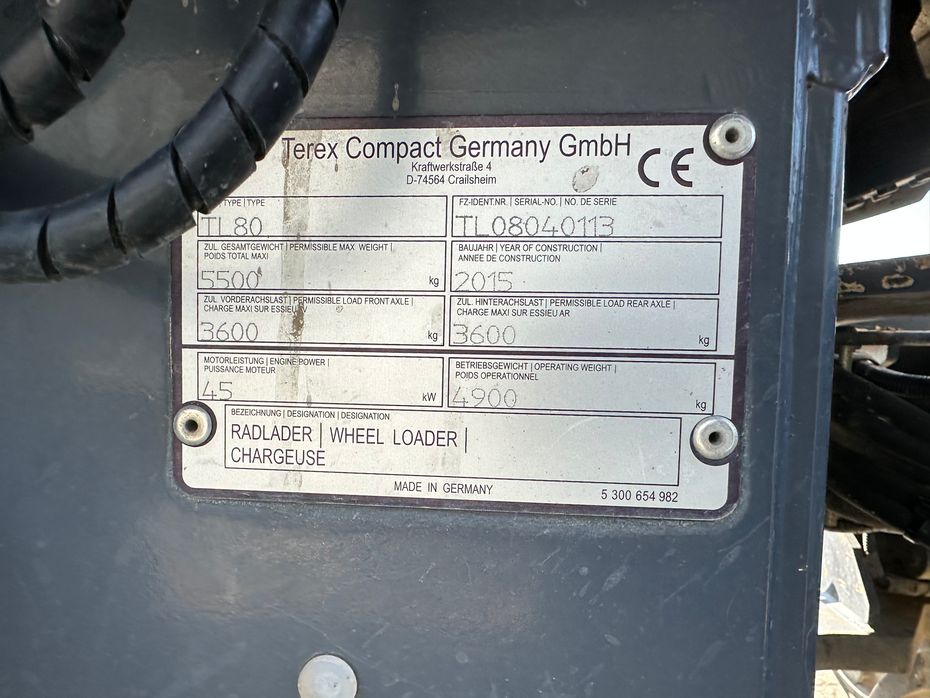 Terex Compact Germany GmbH
Kraftwerkstraße 4
D-74564 Crailsheim
CE
TYPE | TYPE
TL80
FZ-IDENT.NR. | SERIAL-NO. | NO. DE SERIE
TL08040113
ZUL. GESAMTGEWICHT | PERMISSIBLE MAX. WEIGHT |
POIDS TOTAL MAXI
5500 kg
BAUJAHR | YEAR OF CONSTRUCTION |
ANNEE DE CONSTRUCTION
2015
ZUL. VORDERACHSLAST | PERMISSIBLE LOAD FRONT AXLE |
CHARGE MAXI SUR ESSIEU AV
3600 kg
ZUL. HINTERACHSLAST | PERMISSIBLE LOAD REAR AXLE |
CHARGE MAXI SUR ESSIEU AR
3600 kg
MOTORLEISTUNG | ENGINE POWER |
PUISSANCE MOTEUR
45 kW
BETRIEBSGEWICHT | OPERATING WEIGHT |
POIDS OPERATIONNEL
4900 kg
BEZEICHNUNG | DESIGNATION | DESIGNATION
RADLADER | WHEEL LOADER |
CHARGEUSE
MADE IN GERMANY
5 300 654 982